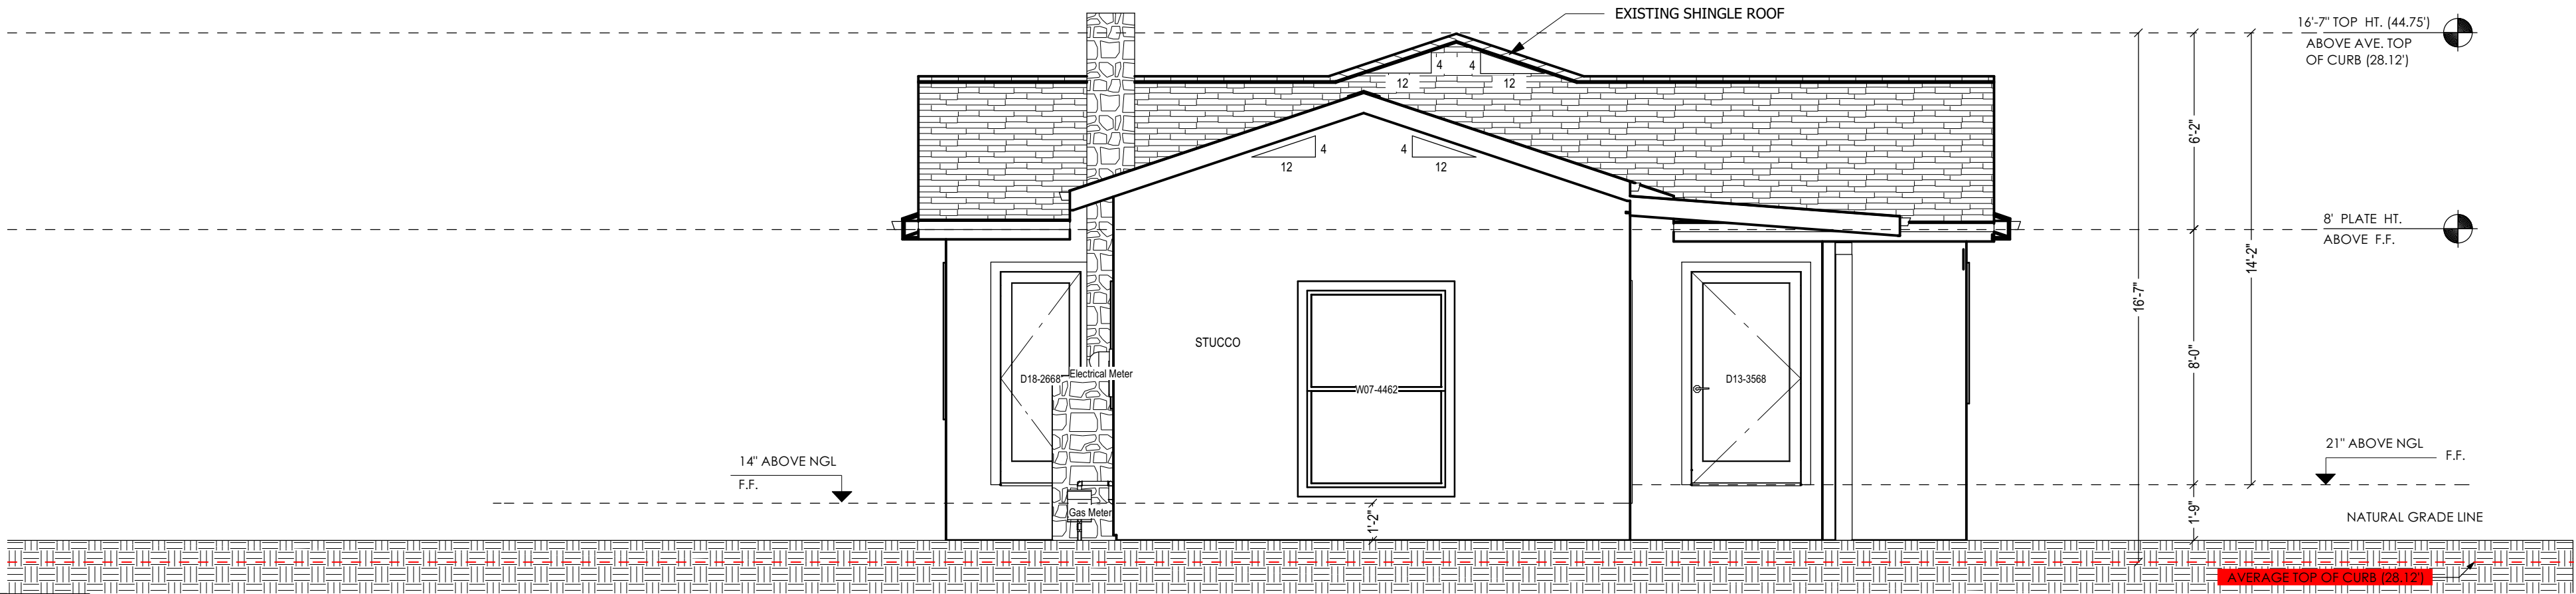 EXISTING SHINGLE ROOF
16'-7" TOP HT. (44.75')
ABOVE AVE. TOP
OF CURB (28.12')
4 4
12 12
4 4
12 12
6'-2"
8' PLATE HT.
ABOVE F.F.
14'-2"
16'-7"
STUCCO
8'-0"
D18-2668
Electrical Meter
W07-4462
D13-3568
14" ABOVE NGL
F.F.
21" ABOVE NGL
F.F.
Gas Meter
1'-2"
1'-9"
NATURAL GRADE LINE
AVERAGE TOP OF CURB (28.12')